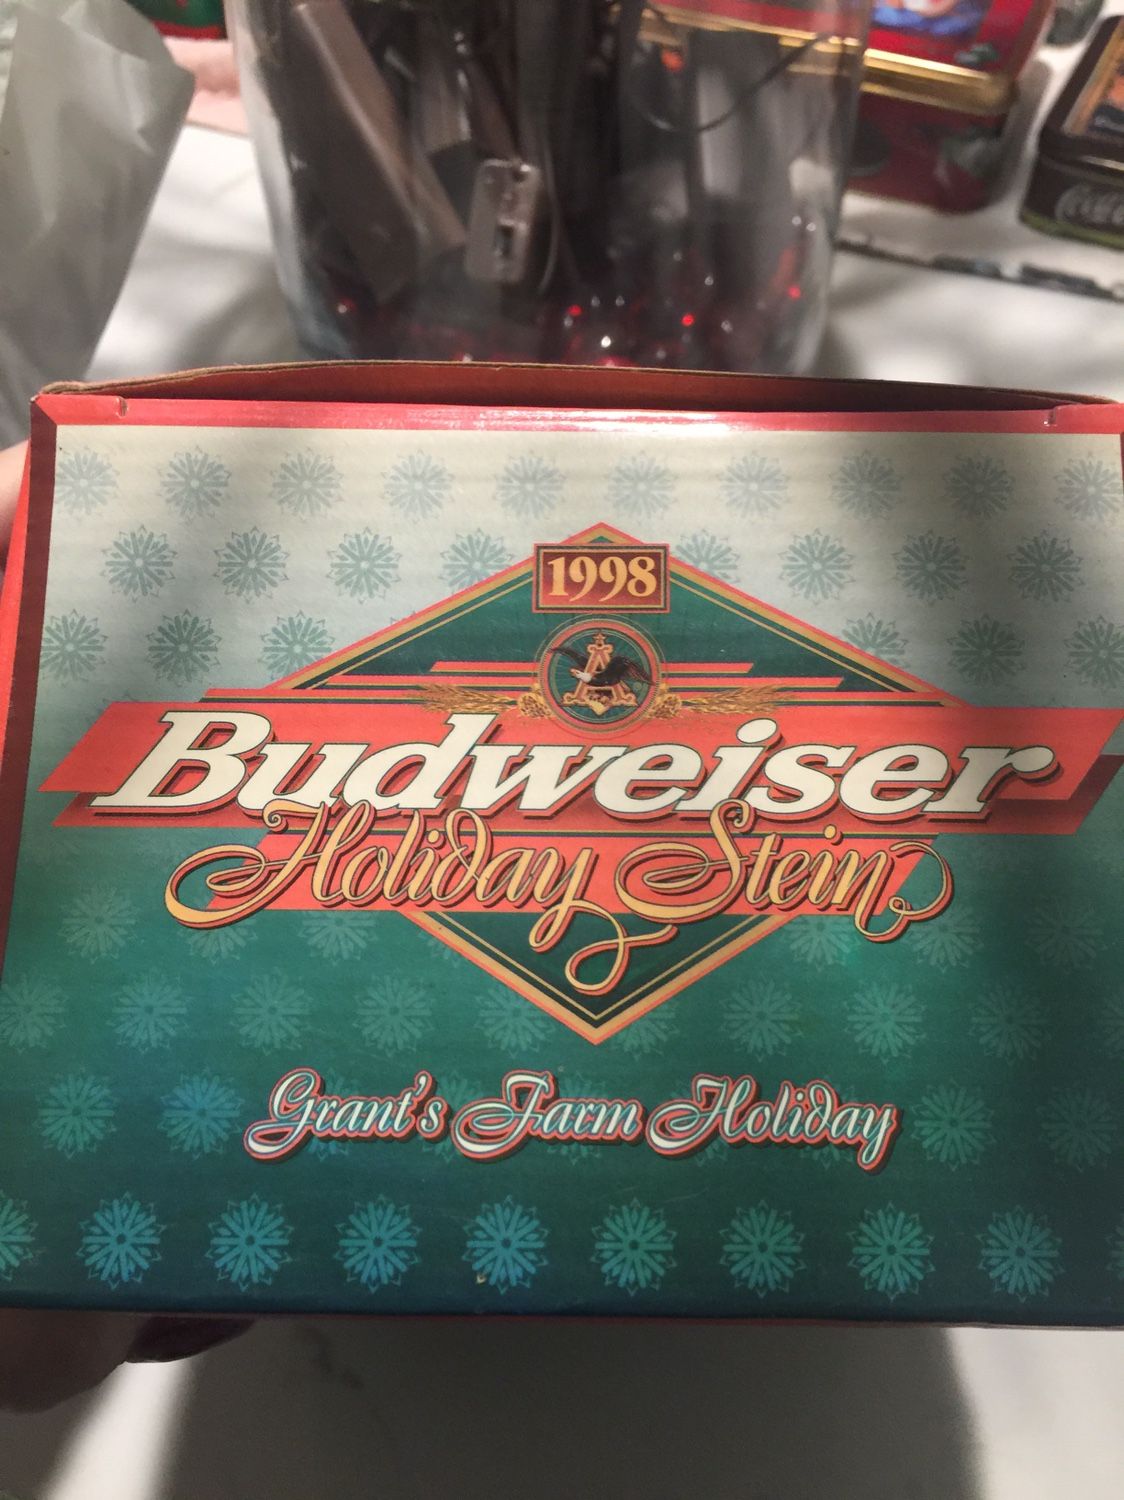 1998
A
Budweiser
Holiday Stein
Grant's Farm Holiday